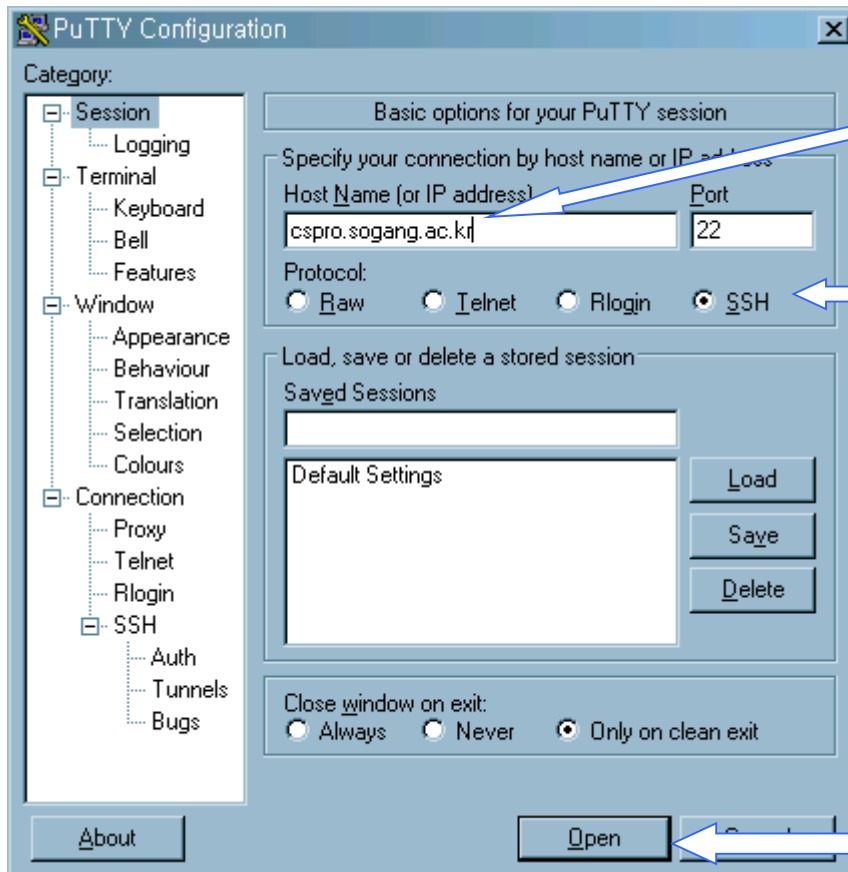 PuTTY Configuration
Category:
Session
Logging
Terminal
Keyboard
Bell
Features
Window
Appearance
Behaviour
Translation
Selection
Colours
Connection
Proxy
Telnet
Rlogin
SSH
Auth
Tunnels
Bugs
Basic options for your PuTTY session
Specify your connection by host name or IP address
Host Name (or IP address) Port
cspro.sogang.ac.kr 22
Protocol:
Raw Telnet Rlogin SSH
Load, save or delete a stored session
Saved Sessions
Default Settings
Load
Save
Delete
Close window on exit:
Always Never Only on clean exit
About Open